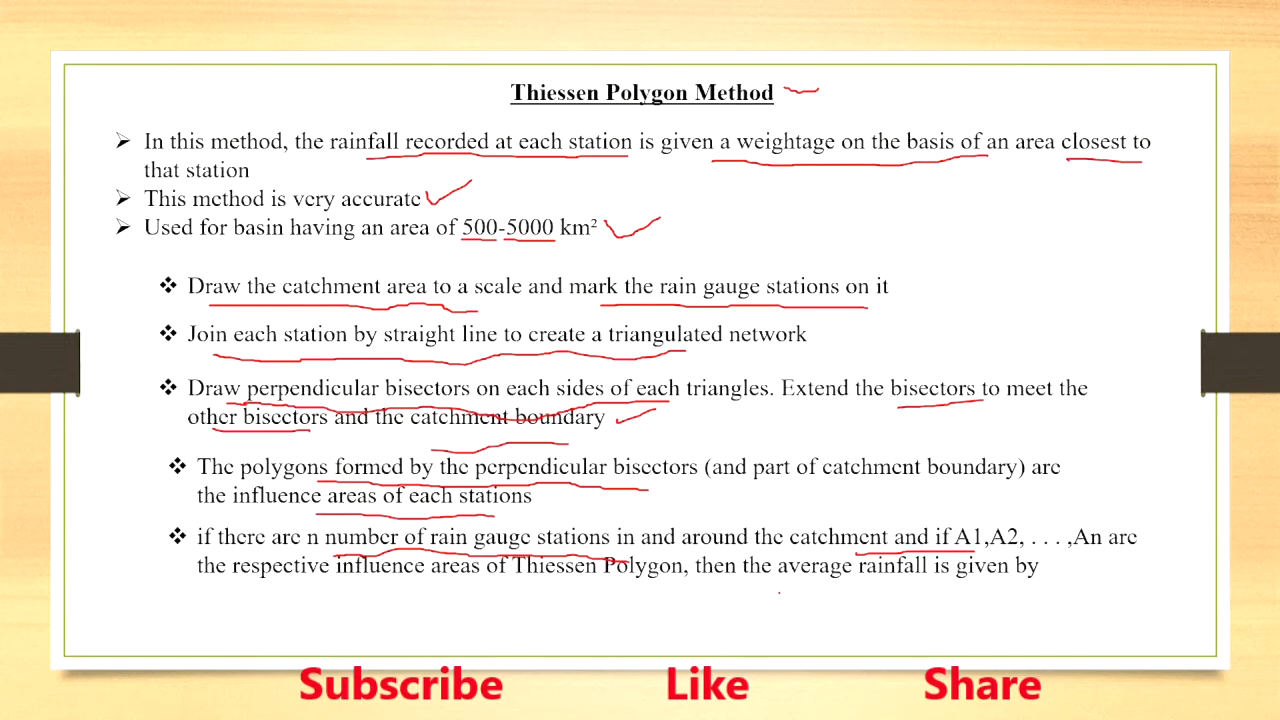 Thiessen Polygon Method
➢ In this method, the rainfall recorded at each station is given a weightage on the basis of an area closest to
that station
➢ This method is very accurate
➢ Used for basin having an area of 500-5000 km²
❖ Draw the catchment area to a scale and mark the rain gauge stations on it
❖ Join each station by straight line to create a triangulated network
❖ Draw perpendicular bisectors on each sides of each triangles. Extend the bisectors to meet the
other bisectors and the catchment boundary
❖ The polygons formed by the perpendicular bisectors (and part of catchment boundary) are
the influence areas of each stations
❖ if there are n number of rain gauge stations in and around the catchment and if A1,A2, . . . ,An are
the respective influence areas of Thiessen Polygon, then the average rainfall is given by
Subscribe Like Share